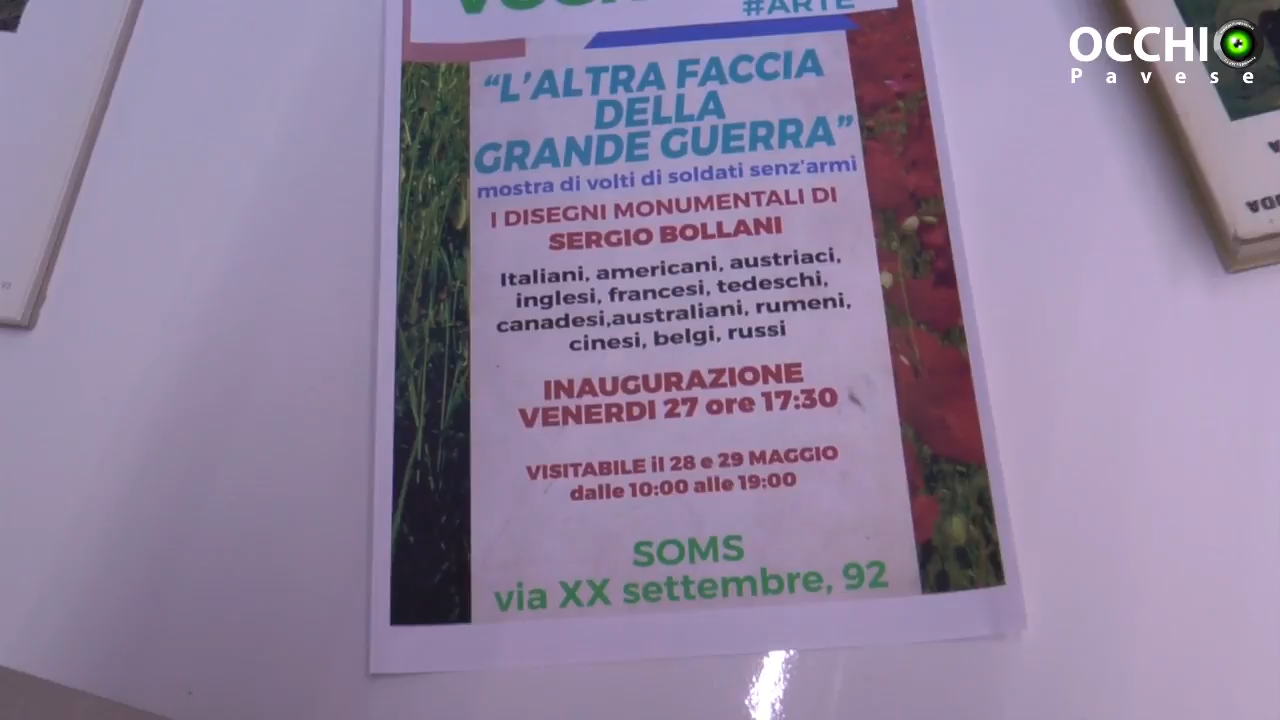 #ARTE
"L'ALTRA FACCIA
DELLA
GRANDE GUERRA"
mostra di volti di soldati senz'armi
I DISEGNI MONUMENTALI DI
SERGIO BOLLANI
Italiani, americani, austriaci,
inglesi, francesi, tedeschi,
canadesi,australiani, rumeni,
cinesi, belgi, russi
INAUGURAZIONE
VENERDI 27 ore 17:30
VISITABILE il 28 e 29 MAGGIO
dalle 10:00 alle 19:00
SOMS
via XX settembre, 92
OCCHIO
Pavese